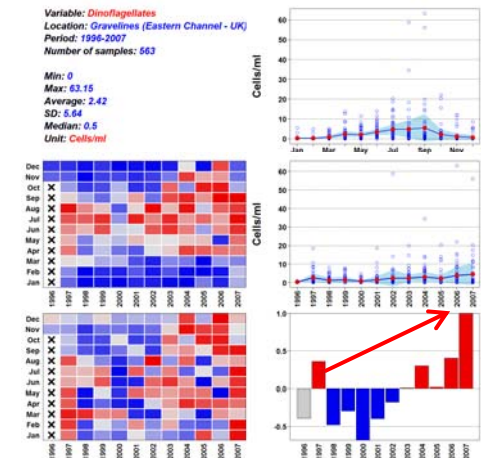 Variable: Dinoflagellates
Location: Gravelines (Eastern Channel - UK)
Period: 1996-2007
Number of samples: 563
Min: 0
Max: 63.15
Average: 2.42
SD: 5.64
Median: 0.5
Unit: Cells/ml
Cells/ml
60
50
40
30
20
10
0
Jan Mar May Jul Sep Nov
Dec
Nov
Oct
Sep
Aug
Jul
Jun
May
Apr
Mar
Feb
Jan
1996 1997 1998 1999 2000 2001 2002 2003 2004 2005 2006 2007
Cells/ml
60
50
40
30
20
10
0
1996 1997 1998 1999 2000 2001 2002 2003 2004 2005 2006 2007
Dec
Nov
Oct
Sep
Aug
Jul
Jun
May
Apr
Mar
Feb
Jan
1996 1997 1998 1999 2000 2001 2002 2003 2004 2005 2006 2007
1.0
0.5
0.0
-0.5
1996 1997 1998 1999 2000 2001 2002 2003 2004 2005 2006 2007